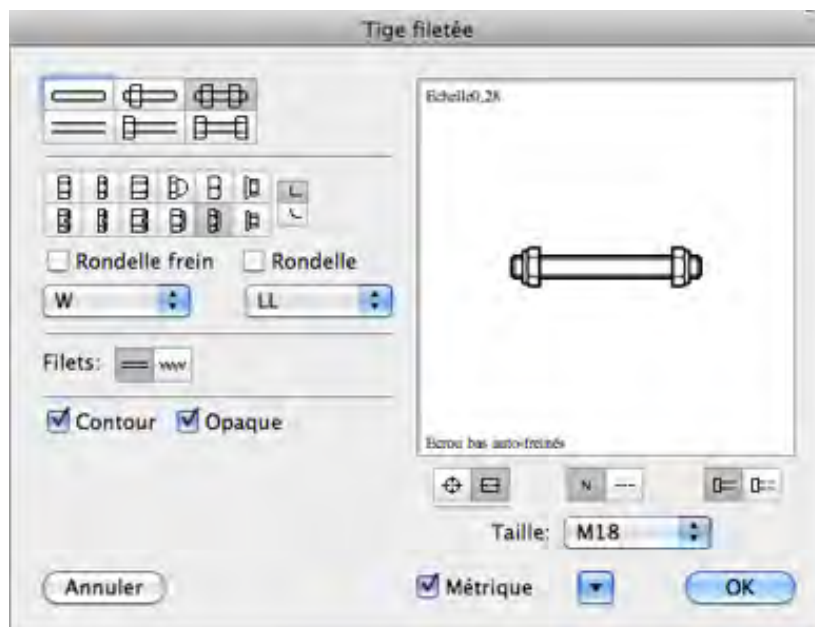 Tige filetée
Echelle0,28
Rondelle frein
Rondelle
W
LL
Filets:
Contour
Opaque
Ecrou bas auto-freinés
N
Taille:
M18
Annuler
Métrique
OK